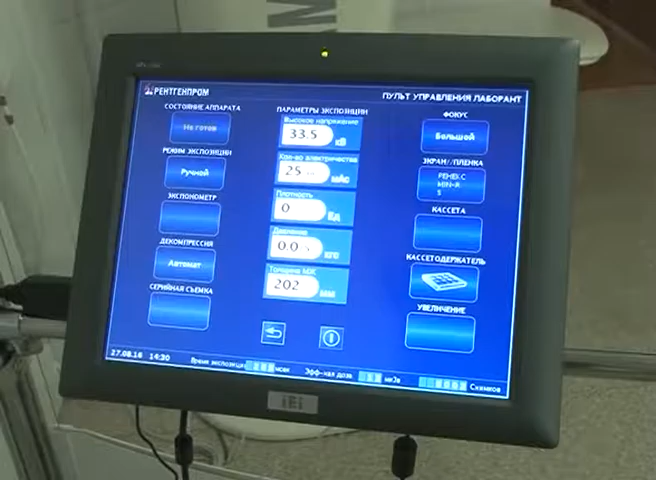 РЕНТГЕНПРОМ
ПУЛЬТ УПРАВЛЕНИЯ ЛАБОРАНТ
СОСТОЯНИЕ АППАРАТА
Не готов
РЕЖИМ ЭКСПОЗИЦИИ
Ручной
ЭКСПОНОМЕТР
ДЕКОМПРЕССИЯ
Автомат
СЕРИЙНАЯ СЪЕМКА
ПАРАМЕТРЫ ЭКСПОЗИЦИИ
Высокое напряжение
33.5 кВ
Кол-во электричества
25 мАс
Плотность
0 Ед
Давление
0.0 кгс
Толщина МЖ
202 мм
ФОКУС
Большой
ЭКРАН/ПЛЕНКА
MIN-R
S
КАССЕТА
КАССЕТОДЕРЖАТЕЛЬ
УВЕЛИЧЕНИЕ
27.08.16 14:30
Время экспозиции мсек
Эфф-ная доза мкЗв
Снимков
iEi